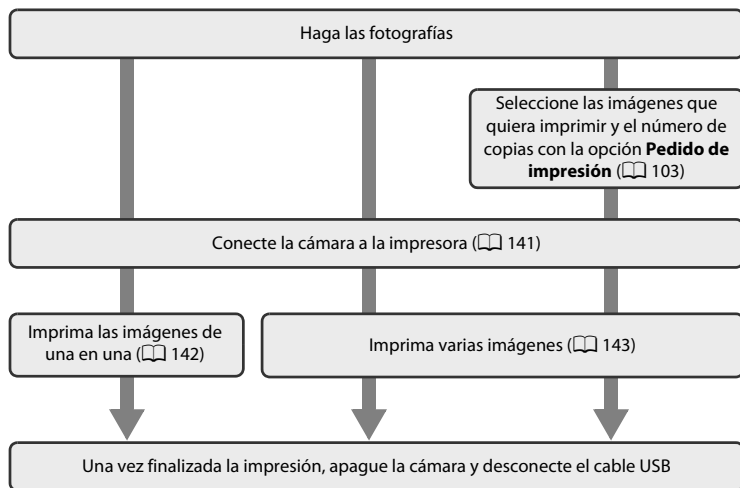 Haga las fotografías
Seleccione las imágenes que
quiera imprimir y el número de
copias con la opción Pedido de
impresión (📖 103)
Conecte la cámara a la impresora (📖 141)
Imprima las imágenes de
una en una (📖 142)
Imprima varias imágenes (📖 143)
Una vez finalizada la impresión, apague la cámara y desconecte el cable USB